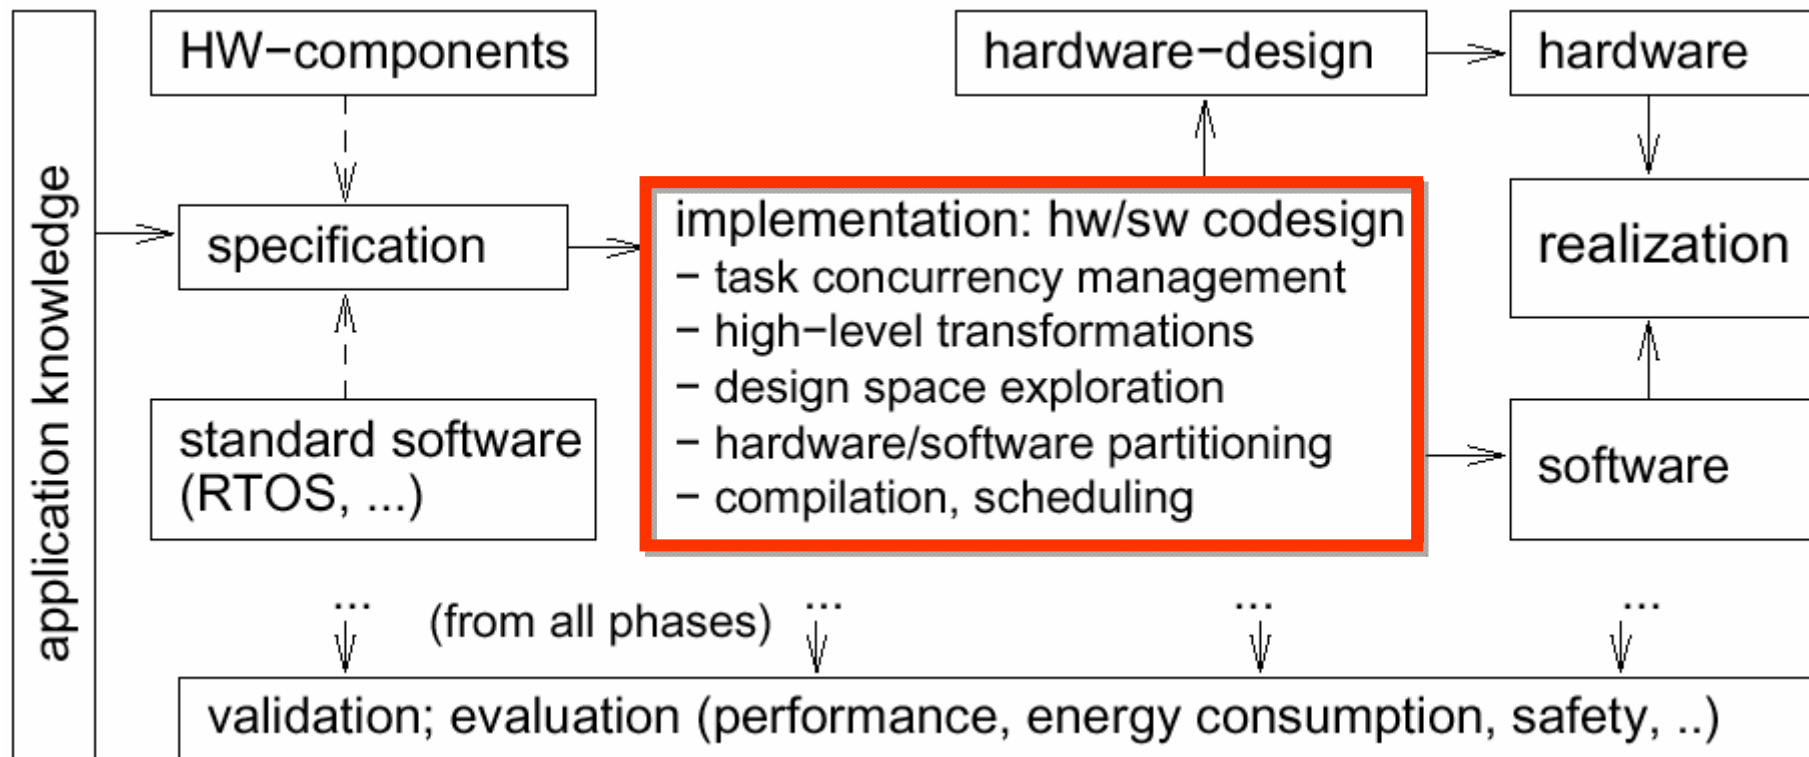 application knowledge
HW−components
hardware−design
hardware
specification
implementation: hw/sw codesign
− task concurrency management
− high−level transformations
− design space exploration
− hardware/software partitioning
− compilation, scheduling
realization
standard software
(RTOS, ...)
software
... (from all phases) ... ... ...
validation; evaluation (performance, energy consumption, safety, ..)